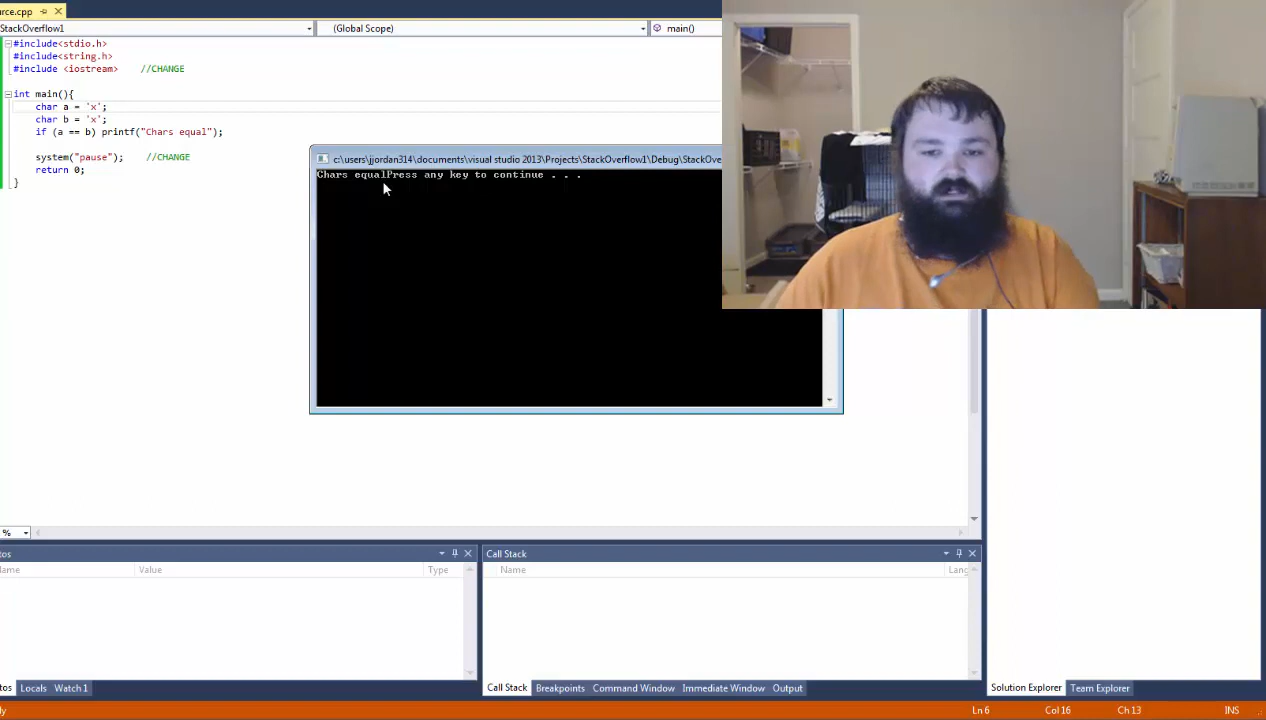 rce.cpp
StackOverflow1
(Global Scope)
main()
#include<stdio.h>
#include<string.h>
#include <iostream> //CHANGE
int main(){
char a = 'x';
char b = 'x';
if (a == b) printf("Chars equal");
system("pause"); //CHANGE
return 0;
}
c:\users\jjordan314\documents\visual studio 2013\Projects\StackOverflow1\Debug\StackOve
Chars equalPress any key to continue . . .
%
tos
Name Value Type
Call Stack
Name Lang
tos Locals Watch 1
Call Stack Breakpoints Command Window Immediate Window Output
Solution Explorer Team Explorer
dy
Ln 6 Col 16 Ch 13 INS